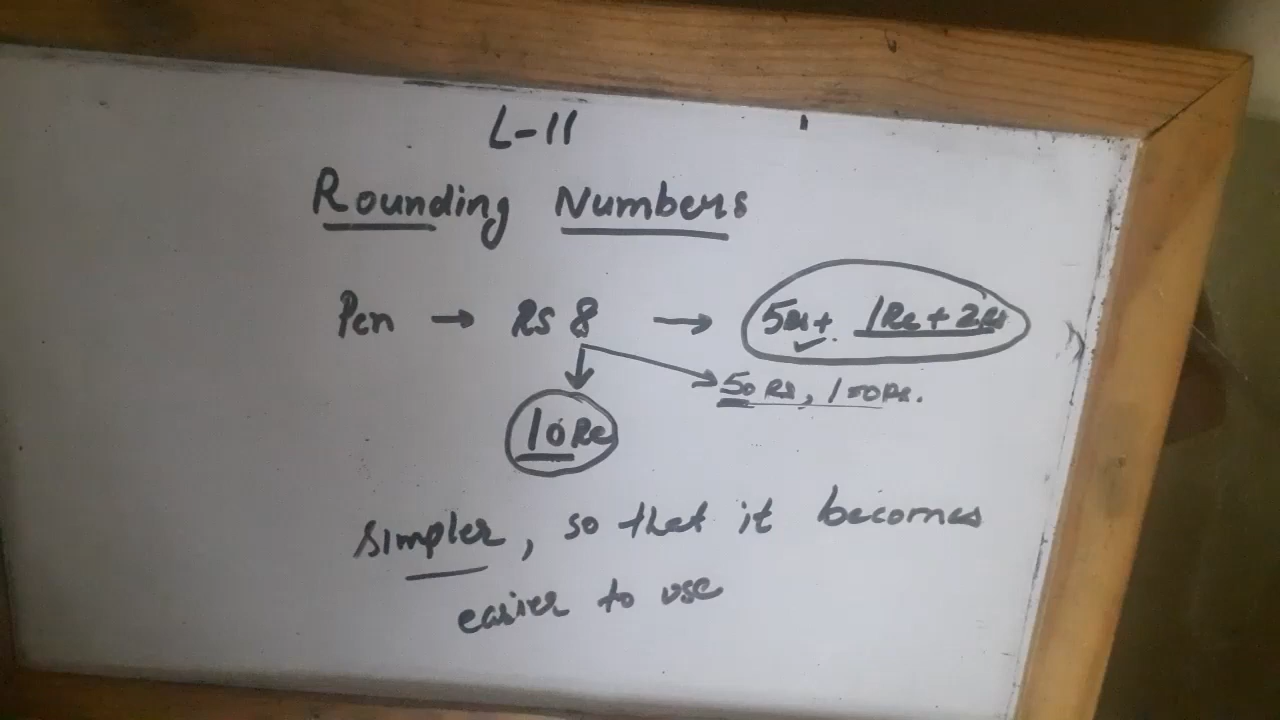 L-11
Rounding Numbers
Pen → Rs 8 → 5Rs+ 1Re + 2Rs
50 Rs, 100Rs.
10Rs
Simpler, so that it becomes
easier to use